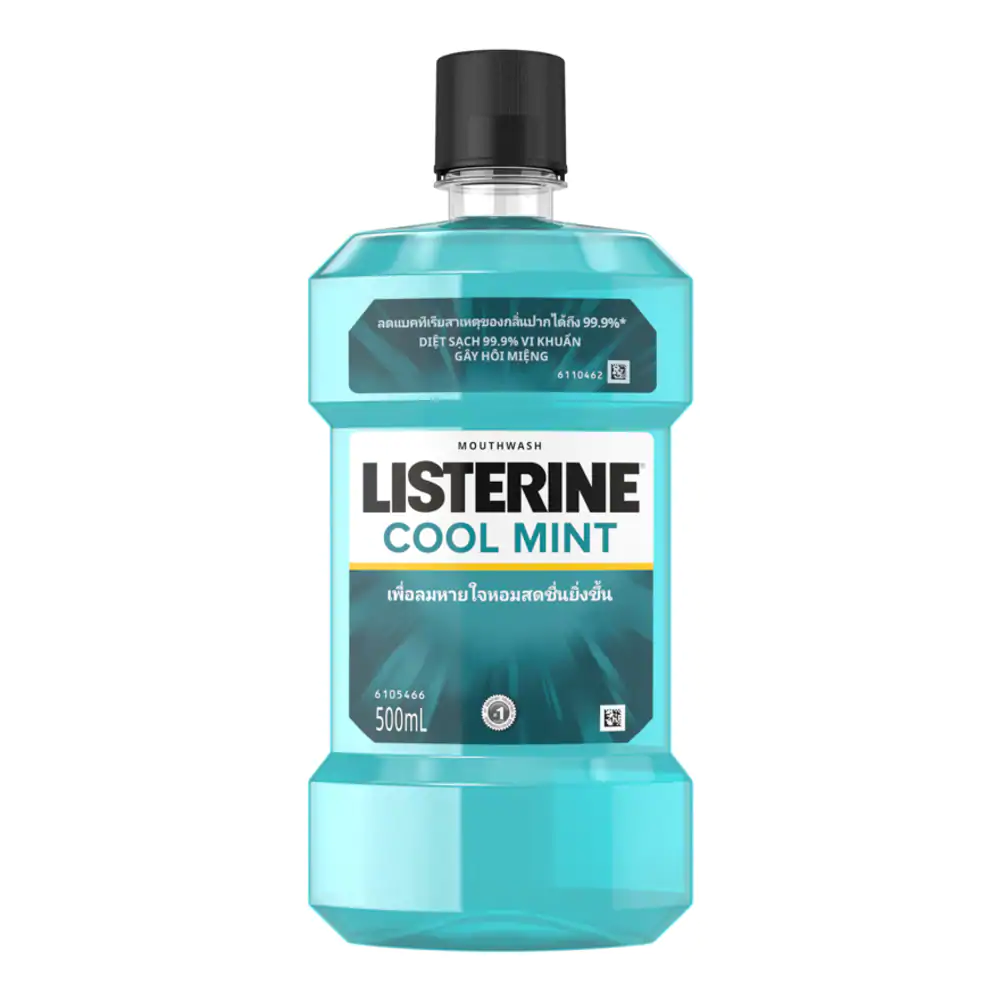 ลดแบคทีเรียสาเหตุของกลิ่นปากได้ถึง 99.9%*
DIỆT SẠCH 99.9% VI KHUẨN
GÂY HÔI MIỆNG
6110462
MOUTHWASH
LISTERINE®
COOL MINT
เพื่อลมหายใจหอมสดชื่นยิ่งขึ้น
6105466
500mL
#1